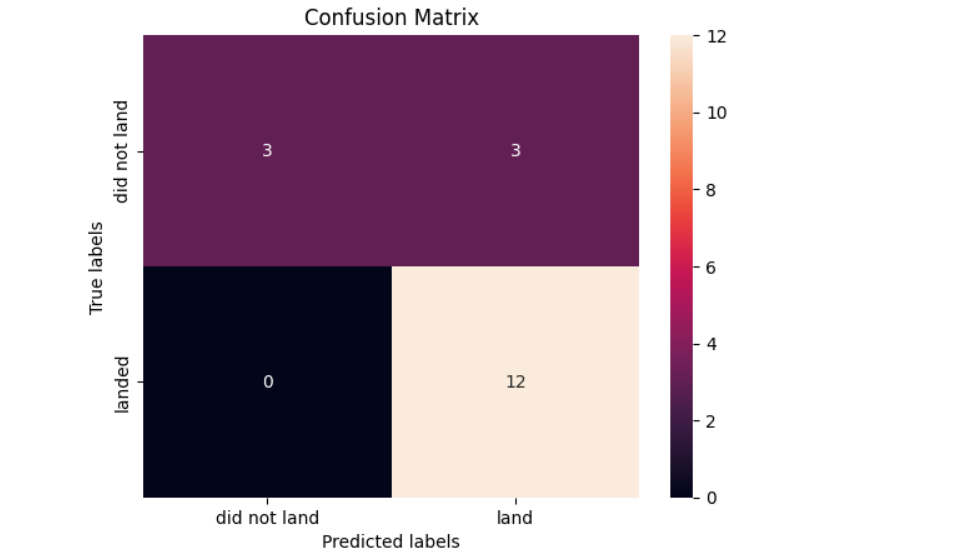 Confusion Matrix
did not land
landed
True labels
3 3
0 12
did not land land
Predicted labels
12
10
8
6
4
2
0